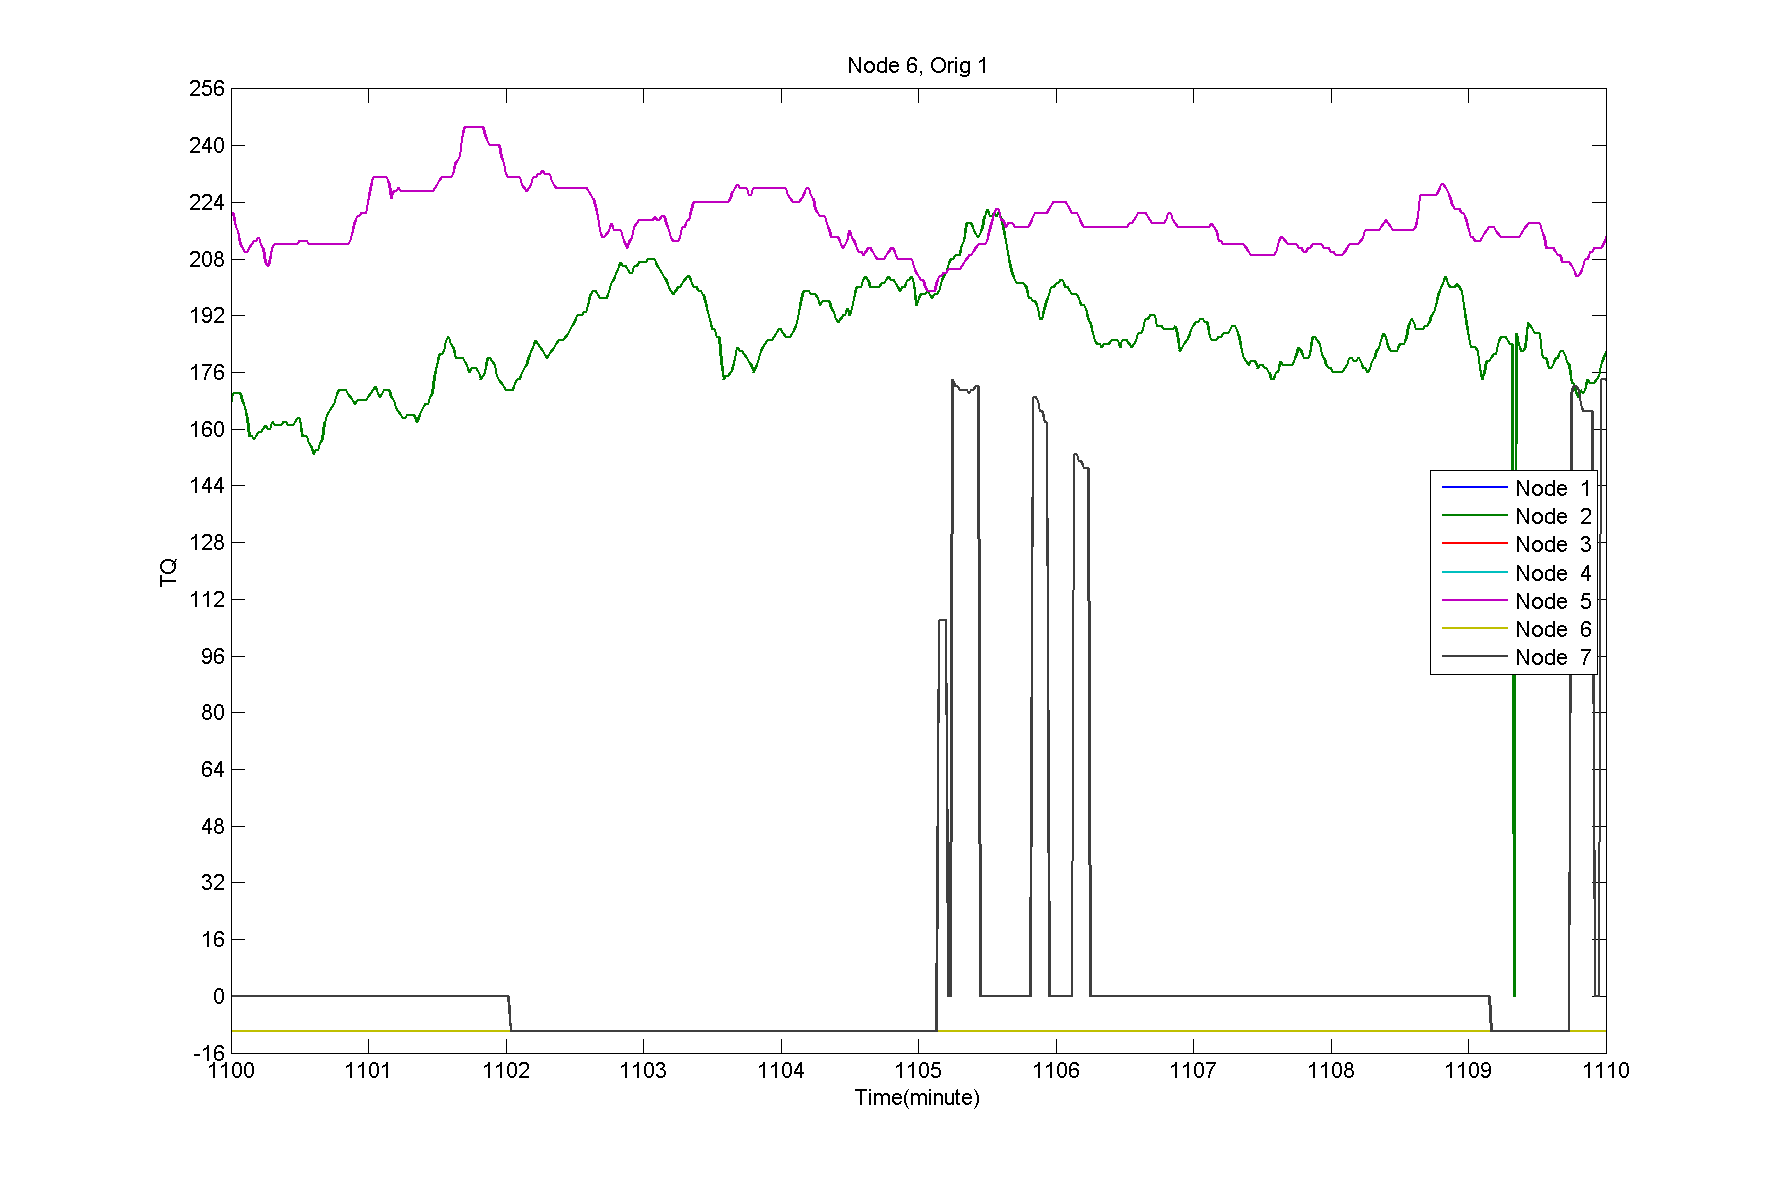 Node 6, Orig 1
256
240
224
208
192
176
160
144
128
112
96
80
64
48
32
16
0
-16
TQ
Node 1
Node 2
Node 3
Node 4
Node 5
Node 6
Node 7
1100 1101 1102 1103 1104 1105 1106 1107 1108 1109 1110
Time(minute)